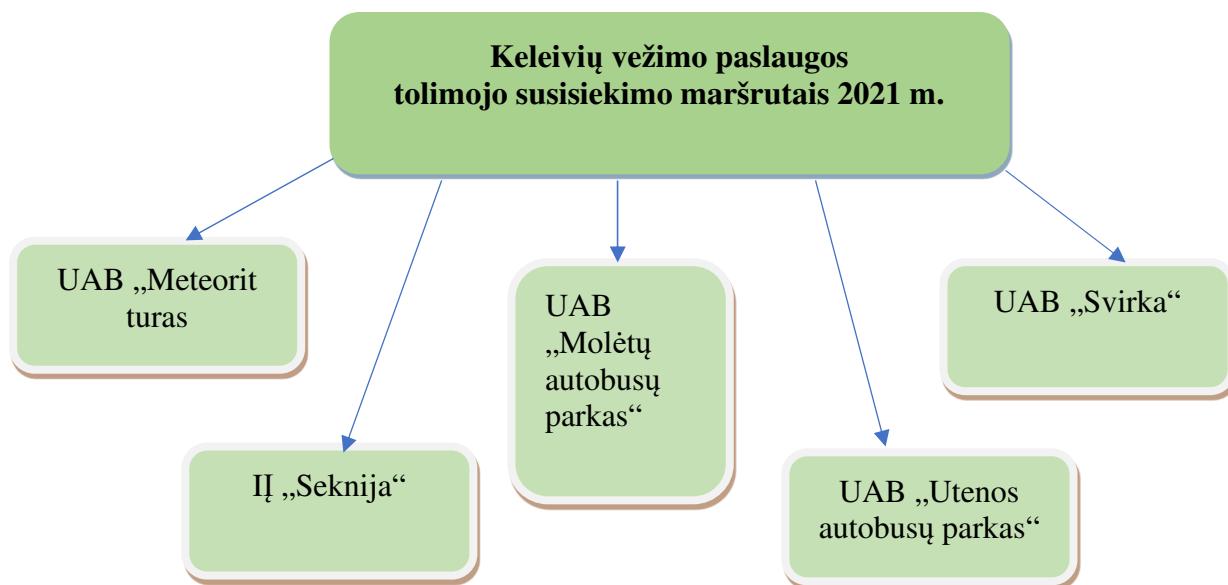 Keleivių vežimo paslaugos
tolimojo susisiekimo maršrutais 2021 m.
UAB „Meteorit
turas
IĮ „Seknija“
UAB
„Molėtų
autobusų
parkas“
UAB „Utenos
autobusų parkas“
UAB „Svirka“